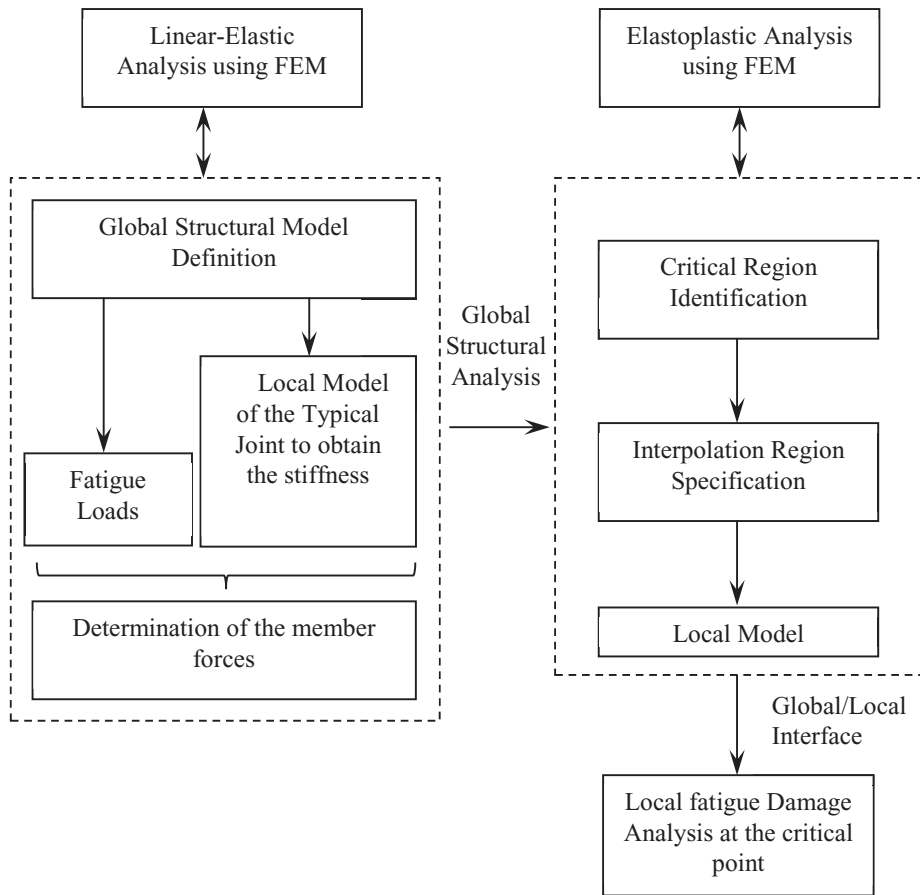 Linear-Elastic
Analysis using FEM
Global Structural Model
Definition
Local Model
of the Typical
Joint to obtain
the stiffness
Fatigue
Loads
Determination of the member
forces
Global
Structural
Analysis
Elastoplastic Analysis
using FEM
Critical Region
Identification
Interpolation Region
Specification
Local Model
Global/Local
Interface
Local fatigue Damage
Analysis at the critical
point